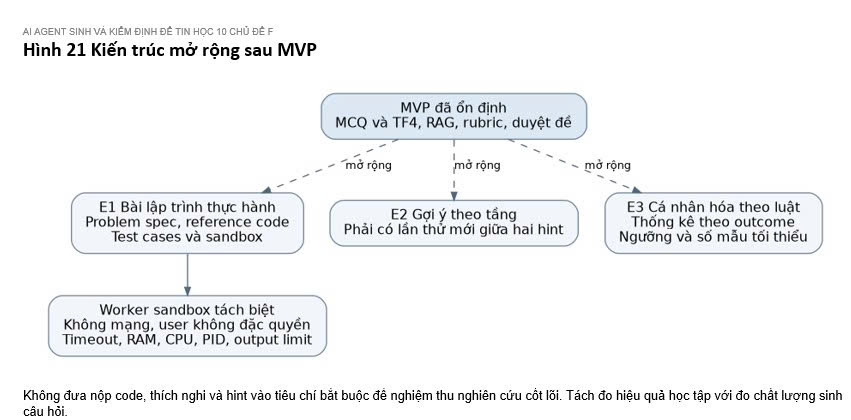 AI AGENT SINH VÀ KIỂM ĐỊNH ĐỀ TIN HỌC 10 CHỦ ĐỀ F
Hình 21 Kiến trúc mở rộng sau MVP
MVP đã ổn định
MCQ và TF4, RAG, rubric, duyệt đề
mở rộng
mở rộng
mở rộng
E1 Bài lập trình thực hành
Problem spec, reference code
Test cases và sandbox
E2 Gợi ý theo tầng
Phải có lần thử mới giữa hai hint
E3 Cá nhân hóa theo luật
Thống kê theo outcome
Ngưỡng và số mẫu tối thiểu
Worker sandbox tách biệt
Không mạng, user không đặc quyền
Timeout, RAM, CPU, PID, output limit
Không đưa nộp code, thích nghi và hint vào tiêu chí bắt buộc để nghiệm thu nghiên cứu cốt lõi. Tách đo hiệu quả học tập với đo chất lượng sinh
câu hỏi.